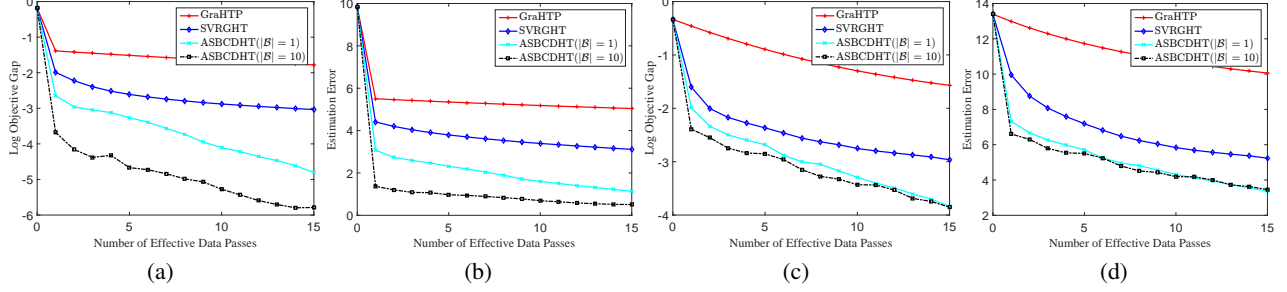 0
-1
-2
-3
-4
-5
-6
0
5
10
15
Log Objective Gap
Number of Effective Data Passes
GraHTP
SVRGHT
ASBCDHT(|ℬ| = 1)
ASBCDHT(|ℬ| = 10)
(a)
10
8
6
4
2
0
0
5
10
15
Estimation Error
Number of Effective Data Passes
GraHTP
SVRGHT
ASBCDHT(|ℬ| = 1)
ASBCDHT(|ℬ| = 10)
(b)
0
-1
-2
-3
-4
0
5
10
15
Log Objective Gap
Number of Effective Data Passes
GraHTP
SVRGHT
ASBCDHT(|ℬ| = 1)
ASBCDHT(|ℬ| = 10)
(c)
14
12
10
8
6
4
2
0
5
10
15
Estimation Error
Number of Effective Data Passes
GraHTP
SVRGHT
ASBCDHT(|ℬ| = 1)
ASBCDHT(|ℬ| = 10)
(d)